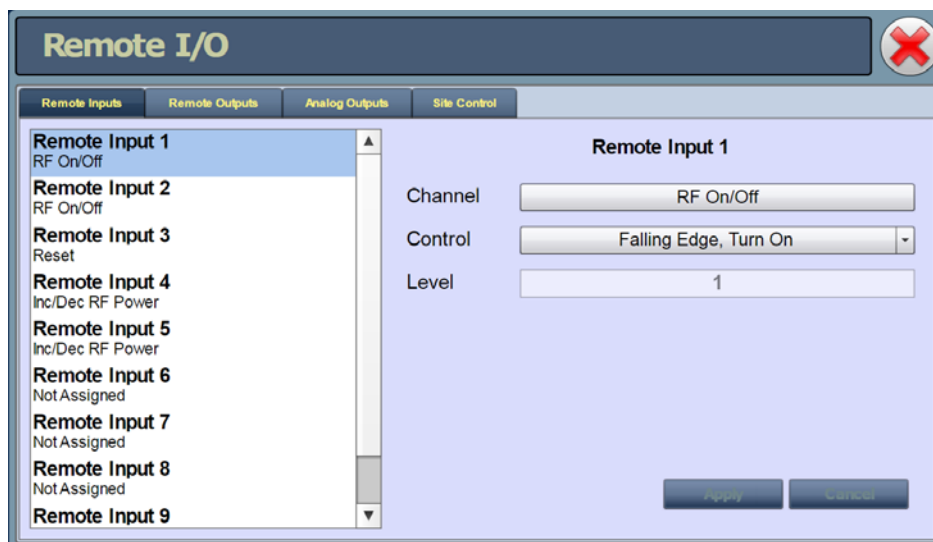 Remote I/O
Remote Inputs Remote Outputs Analog Outputs Site Control
Remote Input 1
RF On/Off
Remote Input 2
RF On/Off
Remote Input 3
Reset
Remote Input 4
Inc/Dec RF Power
Remote Input 5
Inc/Dec RF Power
Remote Input 6
Not Assigned
Remote Input 7
Not Assigned
Remote Input 8
Not Assigned
Remote Input 9
Remote Input 1
Channel RF On/Off
Control Falling Edge, Turn On
Level 1
Apply Cancel